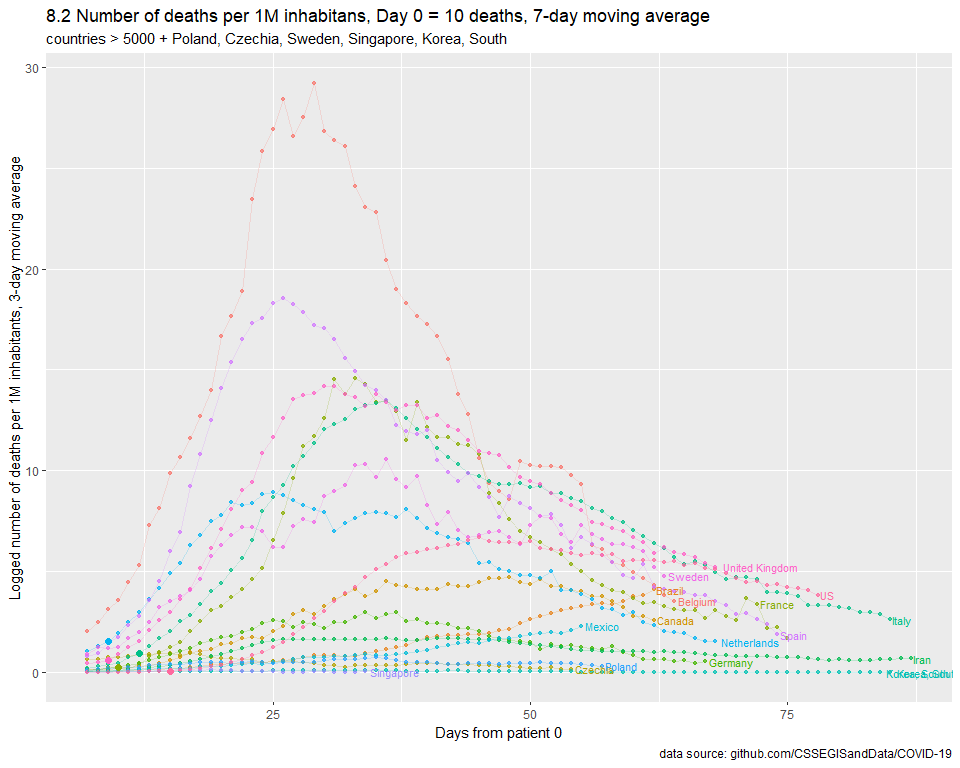 8.2 Number of deaths per 1M inhabitans, Day 0 = 10 deaths, 7-day moving average
countries > 5000 + Poland, Czechia, Sweden, Singapore, Korea, South
Logged number of deaths per 1M inhabitants, 3-day moving average
30
20
10
0
United Kingdom
Sweden
Brazil
US
Belgium
France
Canada
Italy
Mexico
Spain
Netherlands
Iran
Germany
Poland
Czechia
Singapore
Korea, South
25
50
75
Days from patient 0
data source: github.com/CSSEGISandData/COVID-19